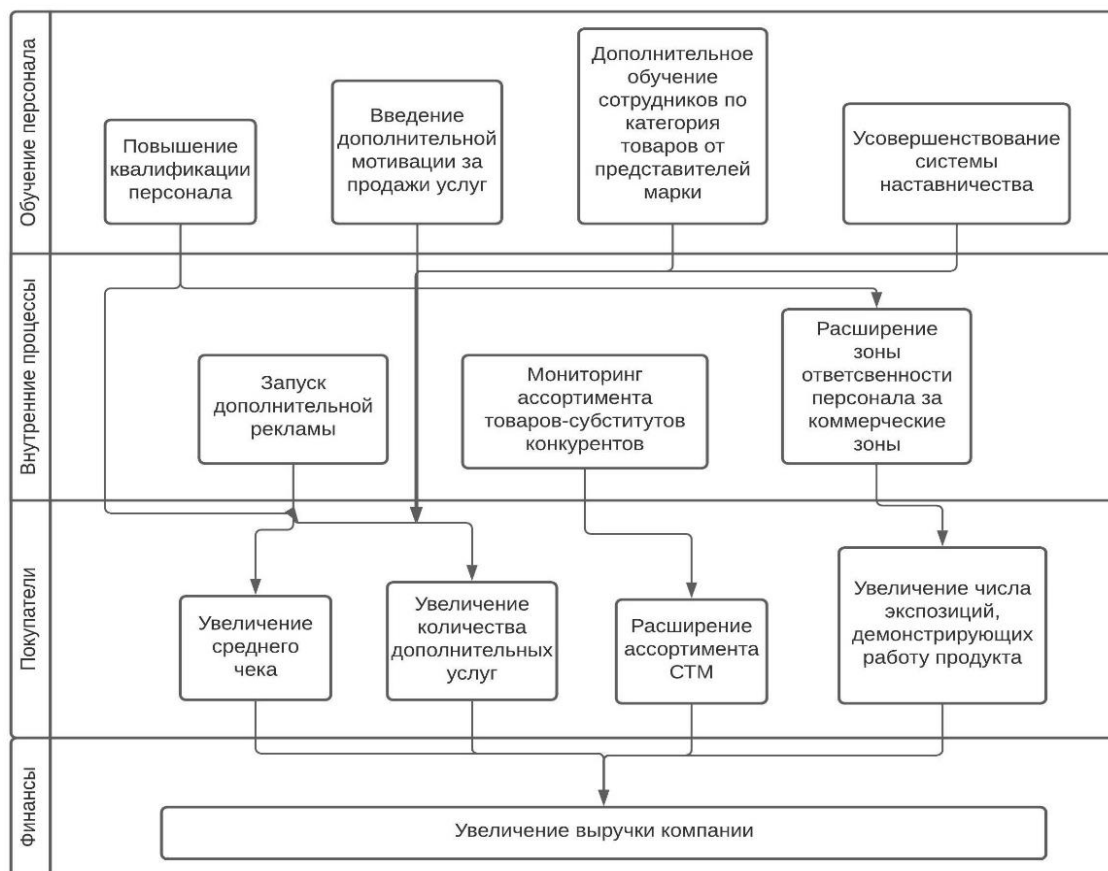 Обучение персонала
Повышение
квалификации
персонала
Введение
дополнительной
мотивации за
продажи услуг
Дополнительное
обучение
сотрудников по
категория
товаров от
представителей
марки
Усовершенствование
системы
наставничества
Внутренние процессы
Запуск
дополнительной
рекламы
Мониторинг
ассортимента
товаров-субститутов
конкурентов
Расширение
зоны
ответсвенности
персонала за
коммерческие
зоны
Покупатели
Увеличение
среднего
чека
Увеличение
количества
дополнительных
услуг
Расширение
ассортимента
СТМ
Увеличение числа
экспозиций,
демонстрирующих
работу продукта
Финансы
Увеличение выручки компании